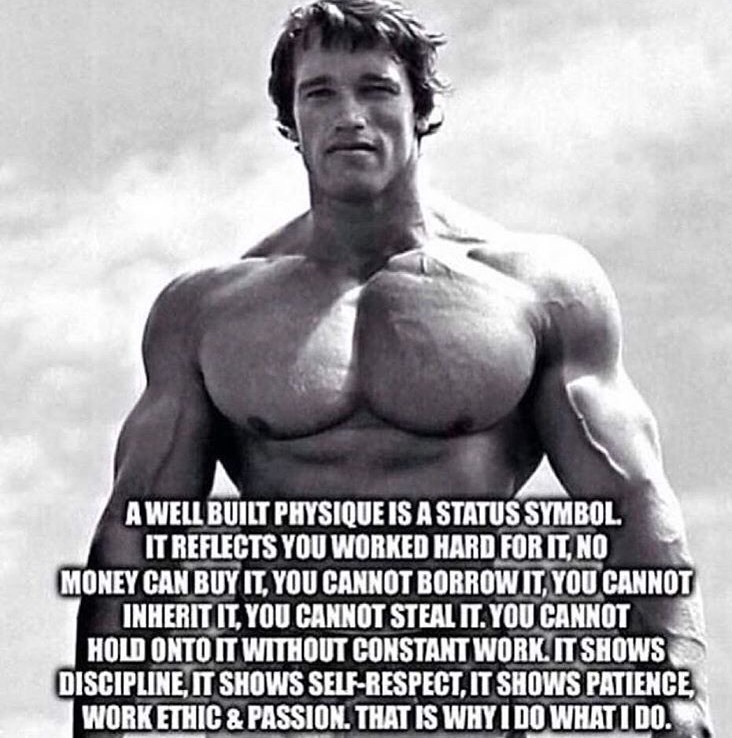 A WELL BUILT PHYSIQUE IS A STATUS SYMBOL.
IT REFLECTS YOU WORKED HARD FOR IT, NO
MONEY CAN BUY IT, YOU CANNOT BORROW IT, YOU CANNOT
INHERIT IT, YOU CANNOT STEAL IT. YOU CANNOT
HOLD ONTO IT WITHOUT CONSTANT WORK. IT SHOWS
DISCIPLINE, IT SHOWS SELF-RESPECT, IT SHOWS PATIENCE,
WORK ETHIC & PASSION. THAT IS WHY I DO WHAT I DO.